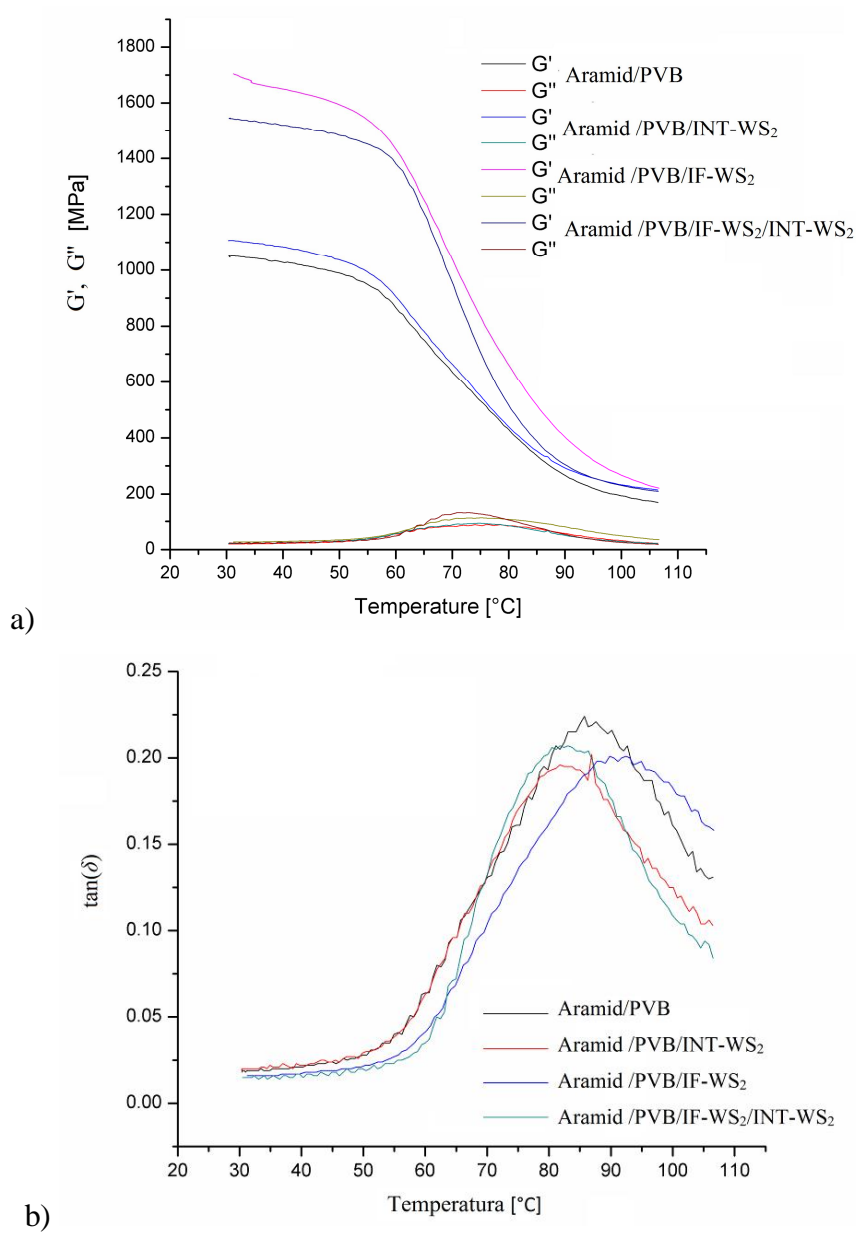 1800
1600
1400
1200
1000
800
600
400
200
0
G', G'' [MPa]
G' Aramid/PVB
G''
G' Aramid /PVB/INT-WS₂
G''
G' Aramid /PVB/IF-WS₂
G''
G' Aramid /PVB/IF-WS₂/INT-WS₂
G''
20 30 40 50 60 70 80 90 100 110
Temperature [°C]
a)
0.25
0.20
0.15
0.10
0.05
0.00
tan(δ)
Aramid/PVB
Aramid /PVB/INT-WS₂
Aramid /PVB/IF-WS₂
Aramid /PVB/IF-WS₂/INT-WS₂
20 30 40 50 60 70 80 90 100 110
Temperatura [°C]
b)